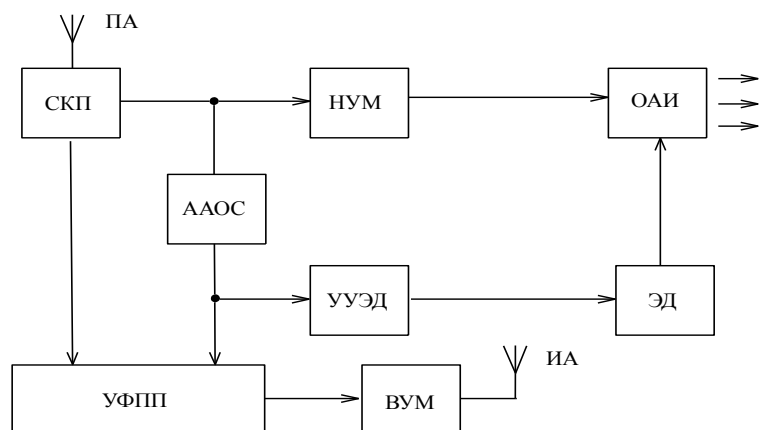 ПА
СКП
НУМ
ОАИ
ААОС
УУЭД
ЭД
ИА
УФПП
ВУМ